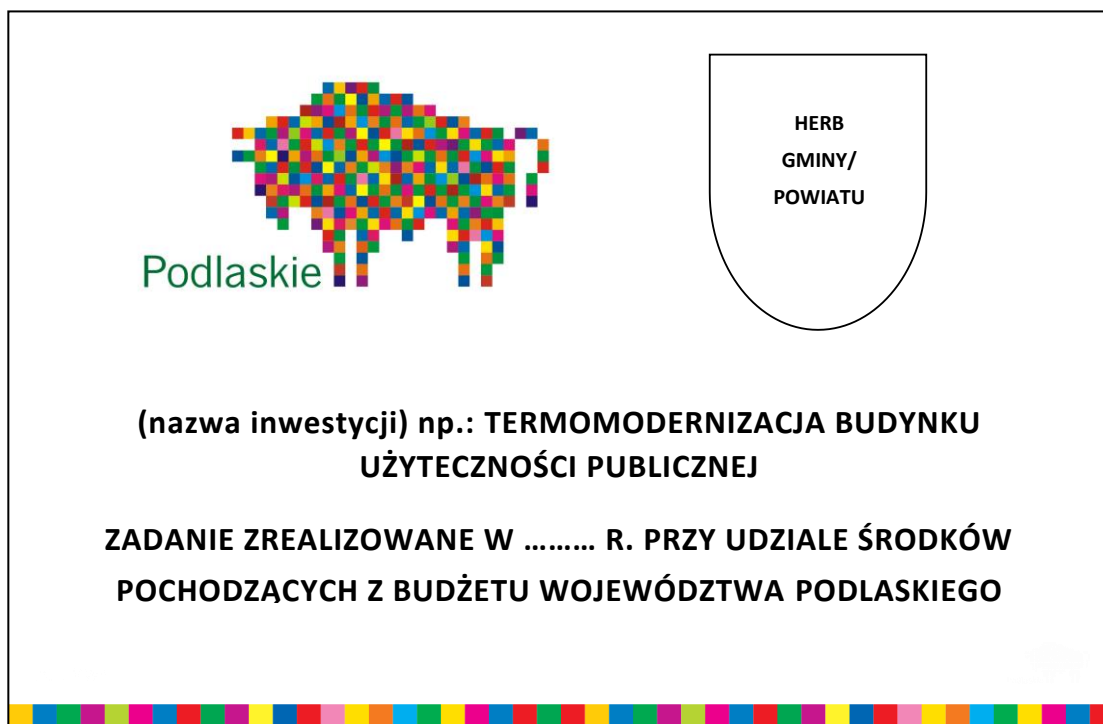 Podlaskie
HERB
GMINY/
POWIATU
(nazwa inwestycji) np.: TERMOMODERNIZACJA BUDYNKU
UŻYTECZNOŚCI PUBLICZNEJ
ZADANIE ZREALIZOWANE W ……… R. PRZY UDZIALE ŚRODKÓW
POCHODZĄCYCH Z BUDŻETU WOJEWÓDZTWA PODLASKIEGO